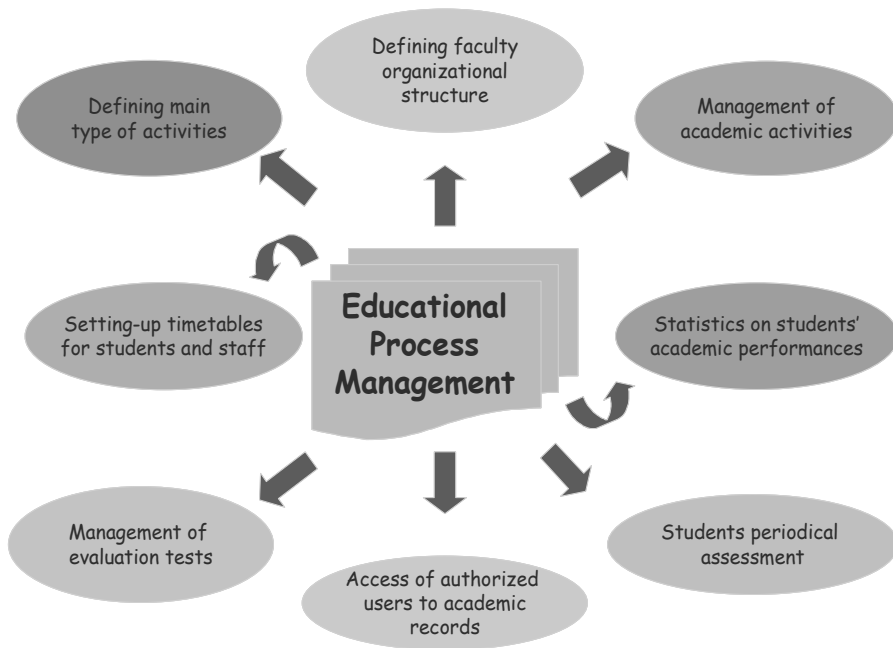 Defining faculty
organizational
structure
Defining main
type of activities
Management of
academic activities
Setting-up timetables
for students and staff
Educational
Process
Management
Statistics on students'
academic performances
Management of
evaluation tests
Access of authorized
users to academic
records
Students periodical
assessment